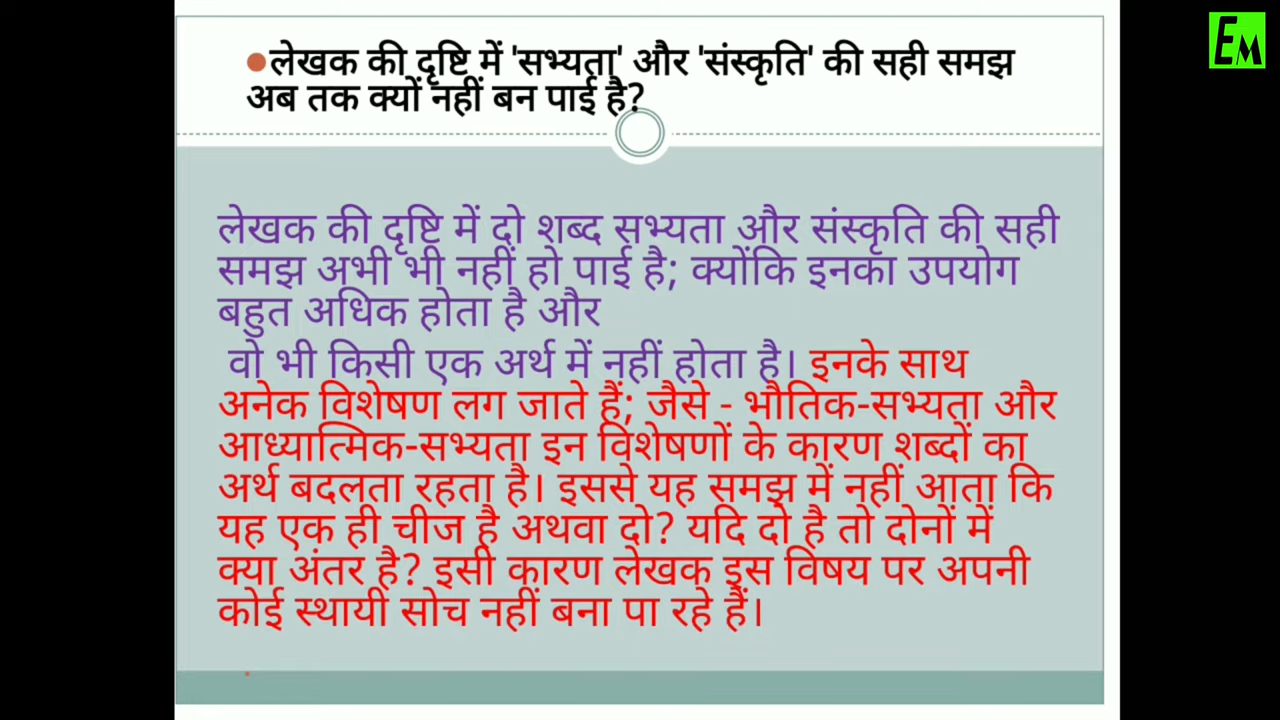 EM
लेखक की दृष्टि में 'सभ्यता' और 'संस्कृति' की सही समझ
अब तक क्यों नहीं बन पाई है?
लेखक की दृष्टि में दो शब्द सभ्यता और संस्कृति की सही
समझ अभी भी नहीं हो पाई है; क्योंकि इनका उपयोग
बहुत अधिक होता है और
वो भी किसी एक अर्थ में नहीं होता है। इनके साथ
अनेक विशेषण लग जाते हैं; जैसे - भौतिक-सभ्यता और
आध्यात्मिक-सभ्यता इन विशेषणों के कारण शब्दों का
अर्थ बदलता रहता है। इससे यह समझ में नहीं आता कि
यह एक ही चीज है अथवा दो? यदि दो है तो दोनों में
क्या अंतर है? इसी कारण लेखक इस विषय पर अपनी
कोई स्थायी सोच नहीं बना पा रहे हैं।